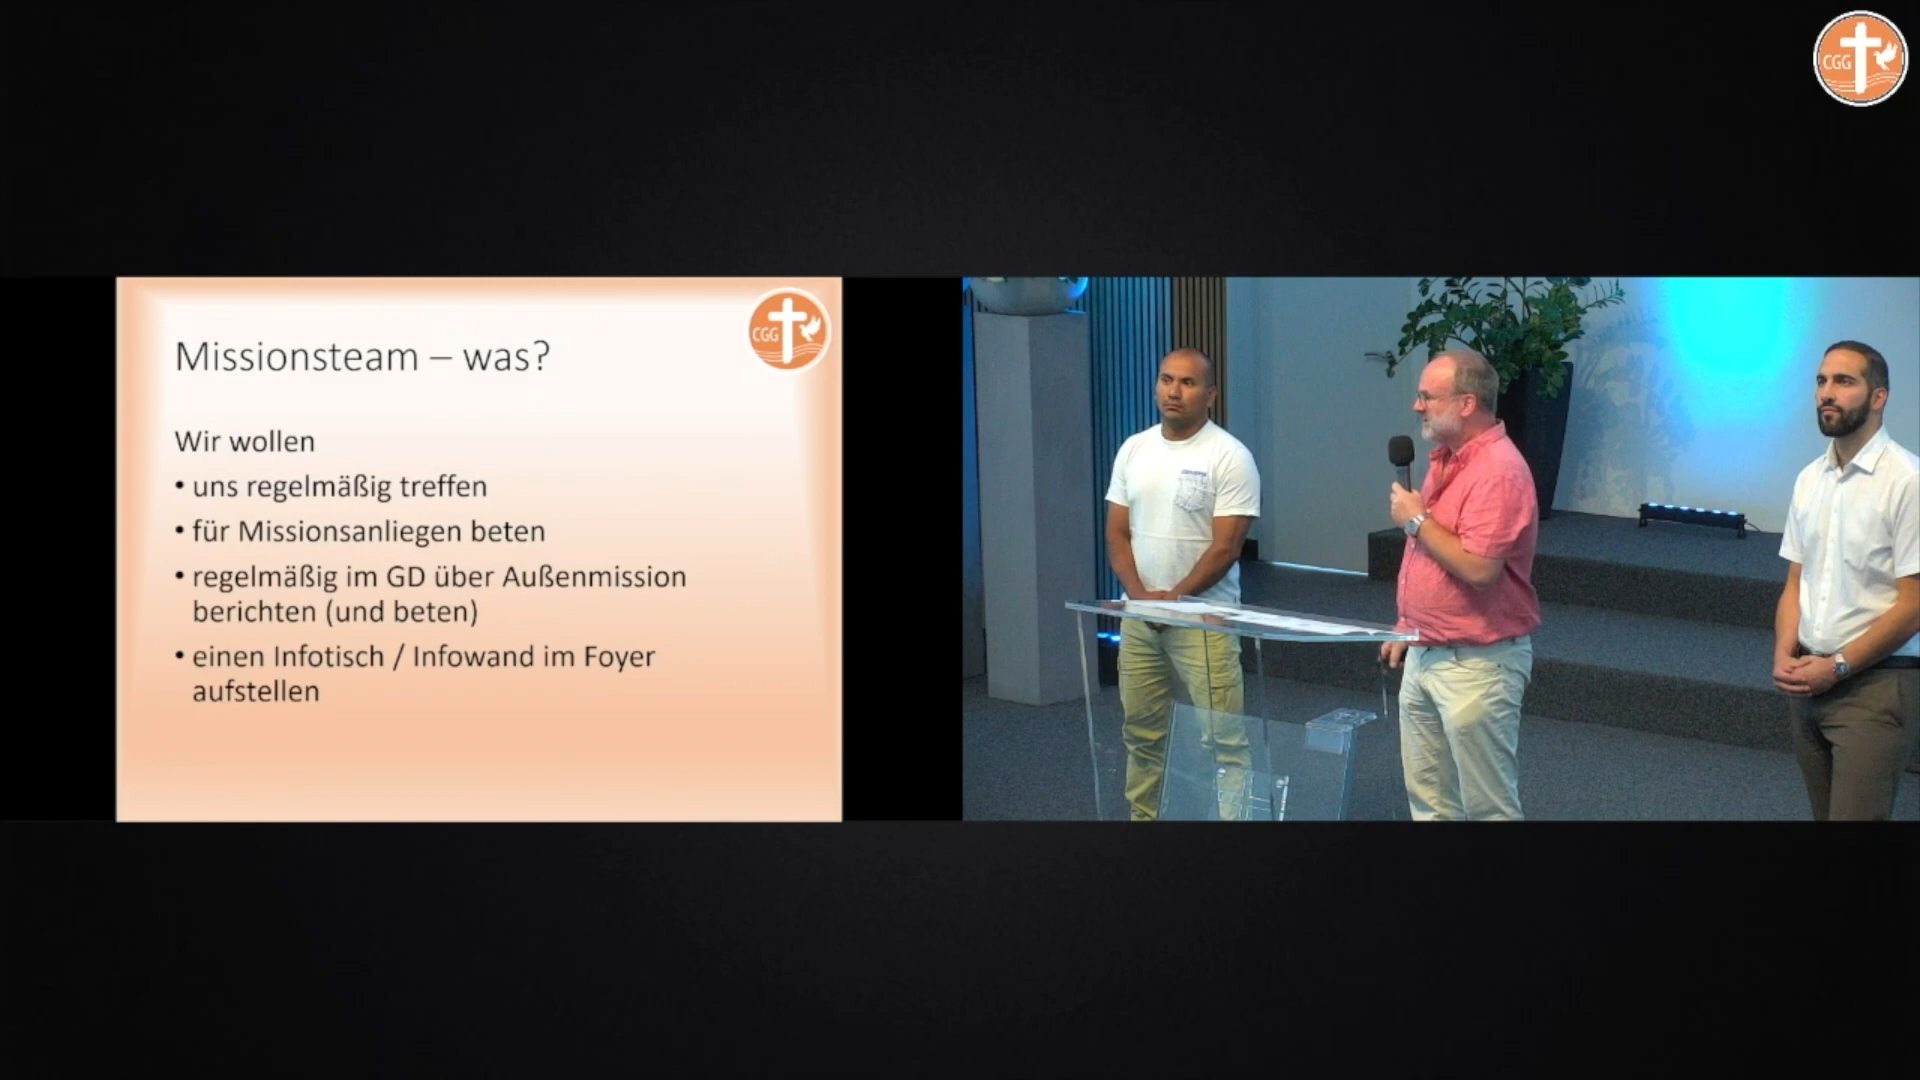 CGG
CGG
Missionsteam – was?
Wir wollen
• uns regelmäßig treffen
• für Missionsanliegen beten
• regelmäßig im GD über Außenmission
berichten (und beten)
• einen Infotisch / Infowand im Foyer
aufstellen